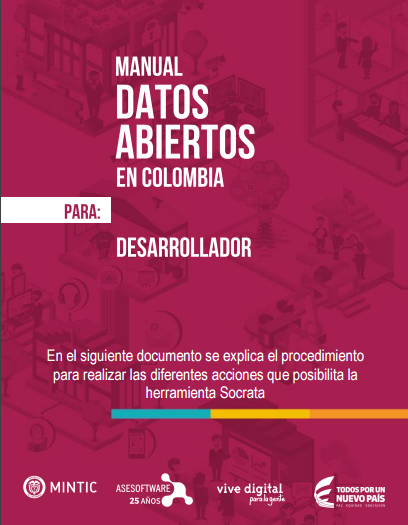 MANUAL
DATOS
ABIERTOS
EN COLOMBIA
PARA:
DESARROLLADOR
En el siguiente documento se explica el procedimiento
para realizar las diferentes acciones que posibilita la
herramienta Socrata
MINTIC
ASESOFTWARE
25 AÑOS
vive digital
para la gente
TODOS POR UN
NUEVO PAÍS
PAZ EQUIDAD EDUCACIÓN